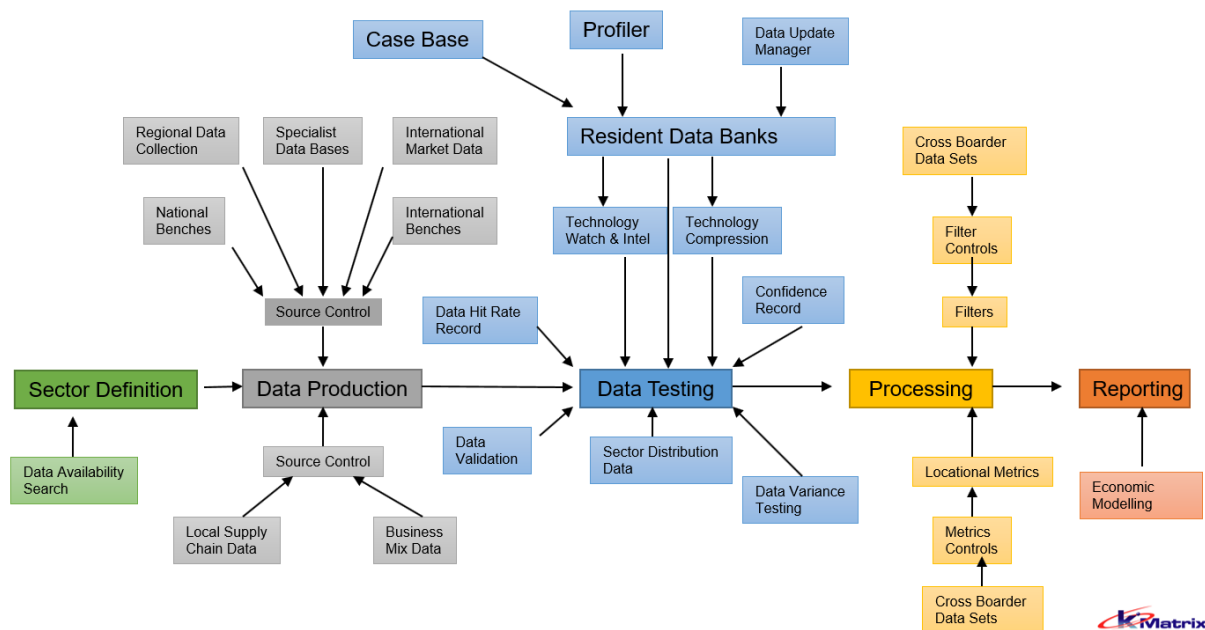 Case Base
Profiler
Data Update
Manager
Regional Data
Collection
Specialist
Data Bases
International
Market Data
Resident Data Banks
Cross Boarder
Data Sets
National
Benches
International
Benches
Technology
Watch & Intel
Technology
Compression
Filter
Controls
Source Control
Data Hit Rate
Record
Confidence
Record
Filters
Sector Definition
Data Production
Data Testing
Processing
Reporting
Data Availability
Search
Source Control
Data
Validation
Sector Distribution
Data
Locational Metrics
Economic
Modelling
Local Supply
Chain Data
Business
Mix Data
Data Variance
Testing
Metrics
Controls
Cross Boarder
Data Sets
kMatrix